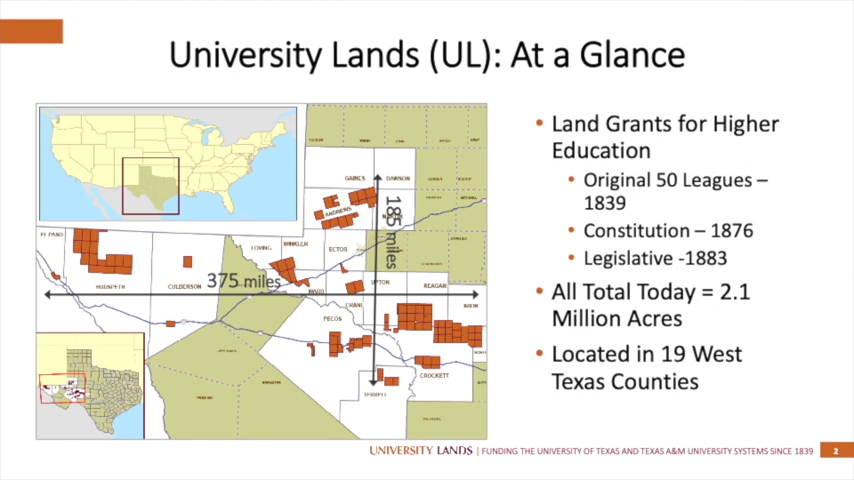 University Lands (UL): At a Glance
GAINES
DAWSON
ANDREWS
EL PASO
LOVING
WINKLER
ECTOR
185 miles
HUDSPETH
CULBERSON
375 miles
WARD
UPTON
REAGAN
CRANE
IRION
PECOS
CROCKETT
TERRELL
• Land Grants for Higher
Education
• Original 50 Leagues –
1839
• Constitution – 1876
• Legislative -1883
• All Total Today = 2.1
Million Acres
• Located in 19 West
Texas Counties
UNIVERSITY LANDS | FUNDING THE UNIVERSITY OF TEXAS AND TEXAS A&M UNIVERSITY SYSTEMS SINCE 1839
2